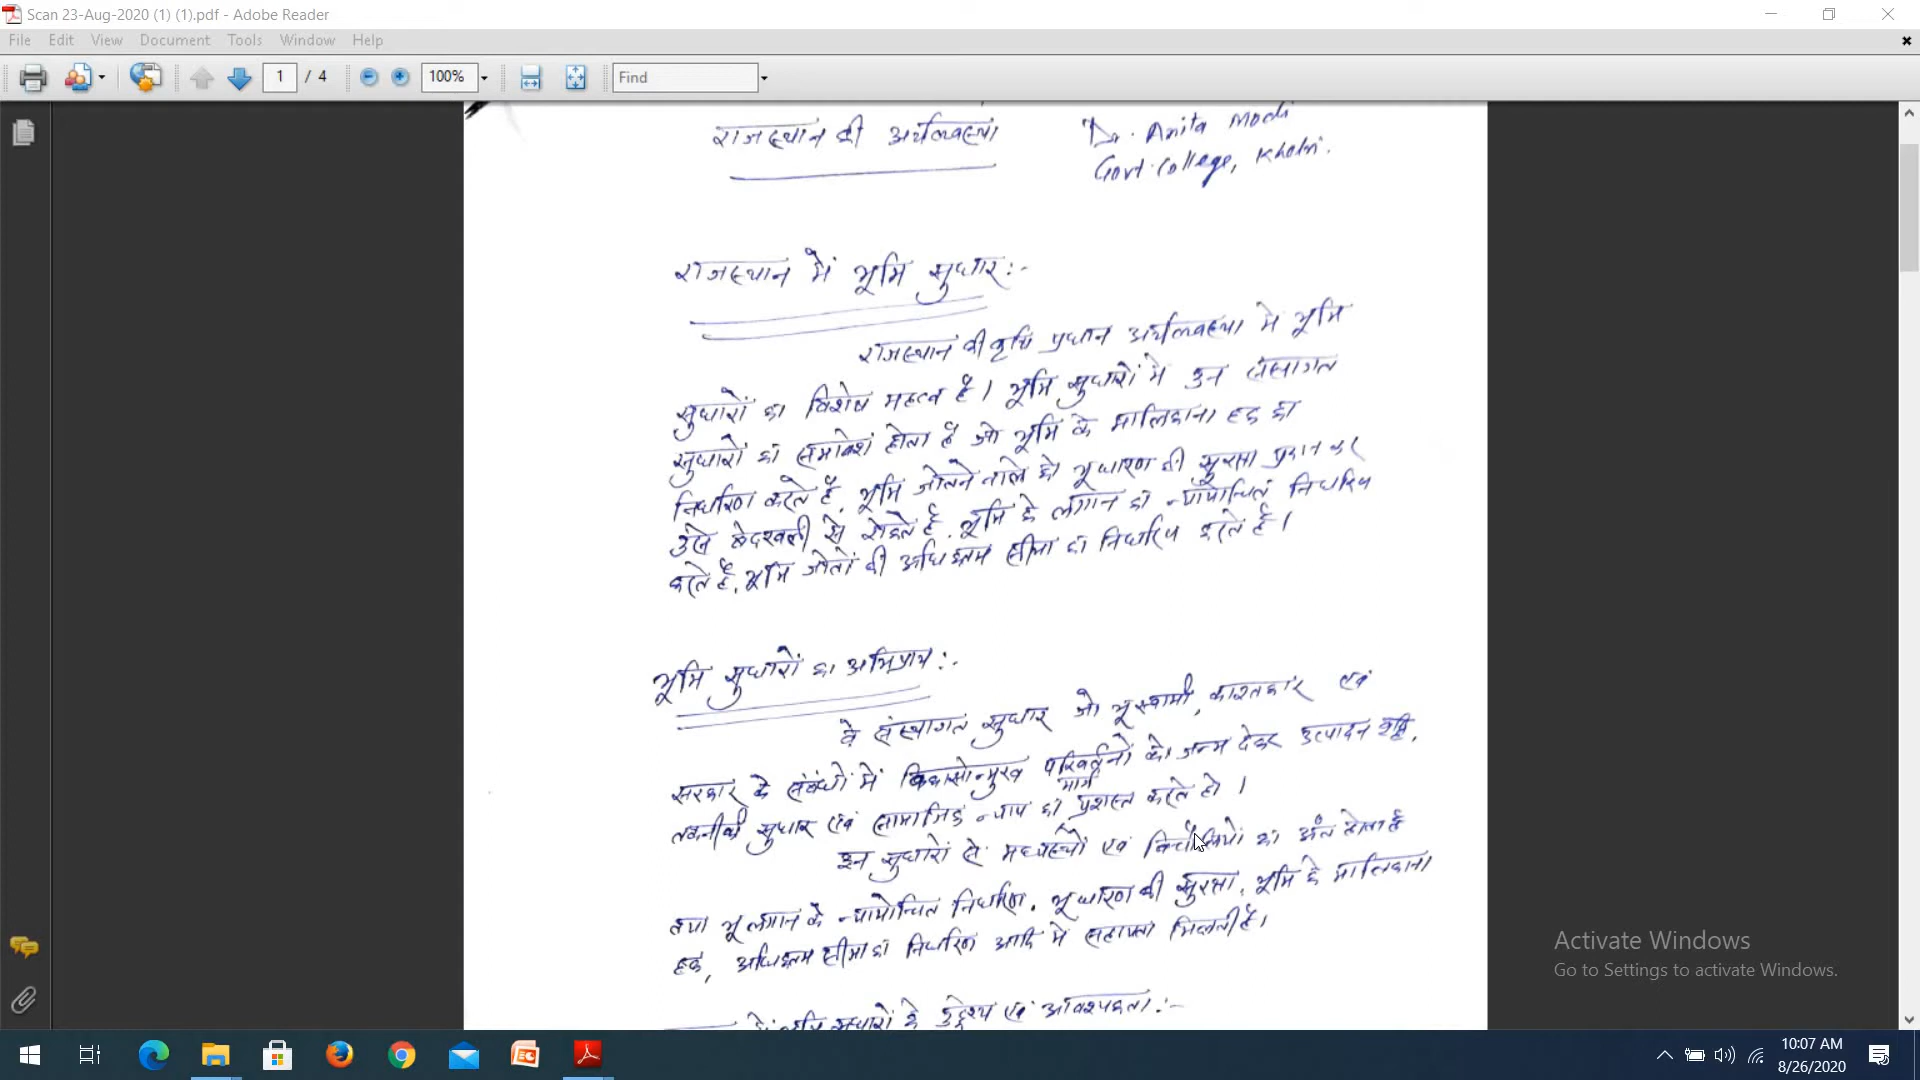 Scan 23-Aug-2020 (1) (1).pdf - Adobe Reader
File Edit View Document Tools Window Help
1 / 4 100% Find
राजस्थान की अर्थव्यवस्था
Dr. Anita Modi
Govt. College, Khetri.
राजस्थान में भूमि सुधार :-
राजस्थान की कृषि प्रधान अर्थव्यवस्था में भूमि
सुधारों का विशेष महत्व है। भूमि सुधारों में उन संस्थागत
सुधारों का समावेश होता है जो भूमि के मालिकाना हक का
निर्धारण करते हैं, भूमि जोतने वाले को भूधारण की सुरक्षा प्रदान कर
उसे बेदखली से रोकते हैं, भूमि के लगान का न्यायोचित निर्धारण
करते हैं, भूमि जोतों की अधिकतम सीमा का निर्धारण करते हैं।
भूमि सुधारों का अभिप्राय :-
वे संस्थागत सुधार जो भूस्वामी, काश्तकार एवं
सरकार के संबंधों में विकासोन्मुख परिवर्तनों को जन्म देकर उत्पादन वृद्धि,
तकनीकी सुधार एवं सामाजिक न्याय का मार्ग प्रशस्त करते हो।
इन सुधारों से मध्यस्थों एवं बिचौलियों का अंत होता है
तथा भू लगान के न्यायोचित निर्धारण, भूधारण की सुरक्षा, भूमि के मालिकाना
हक, अधिकतम सीमा का निर्धारण आदि में सहायता मिलती है।
में भूमि सुधारों के उद्देश्य एवं आवश्यकता :-
Activate Windows
Go to Settings to activate Windows.
10:07 AM
8/26/2020